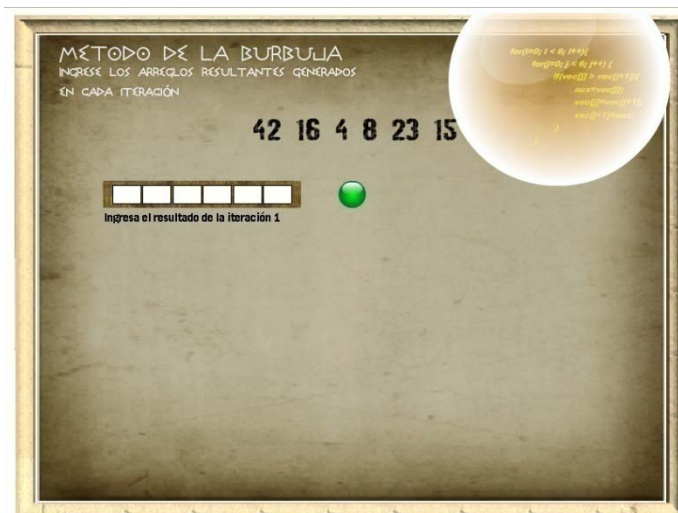 METODO DE LA BURBUJA
INGRESE LOS ARREGLOS RESULTANTES GENERADOS
EN CADA ITERACIÓN
for(i=0; i < 6; i++){
for(j=0; j < 6; j++) {
if(vec[j] > vec[j+1]){
aux=vec[j];
vec[j]=vec[j+1];
vec[j+1]=aux;
}
}
42 16 4 8 23 15
Ingresa el resultado de la iteración 1